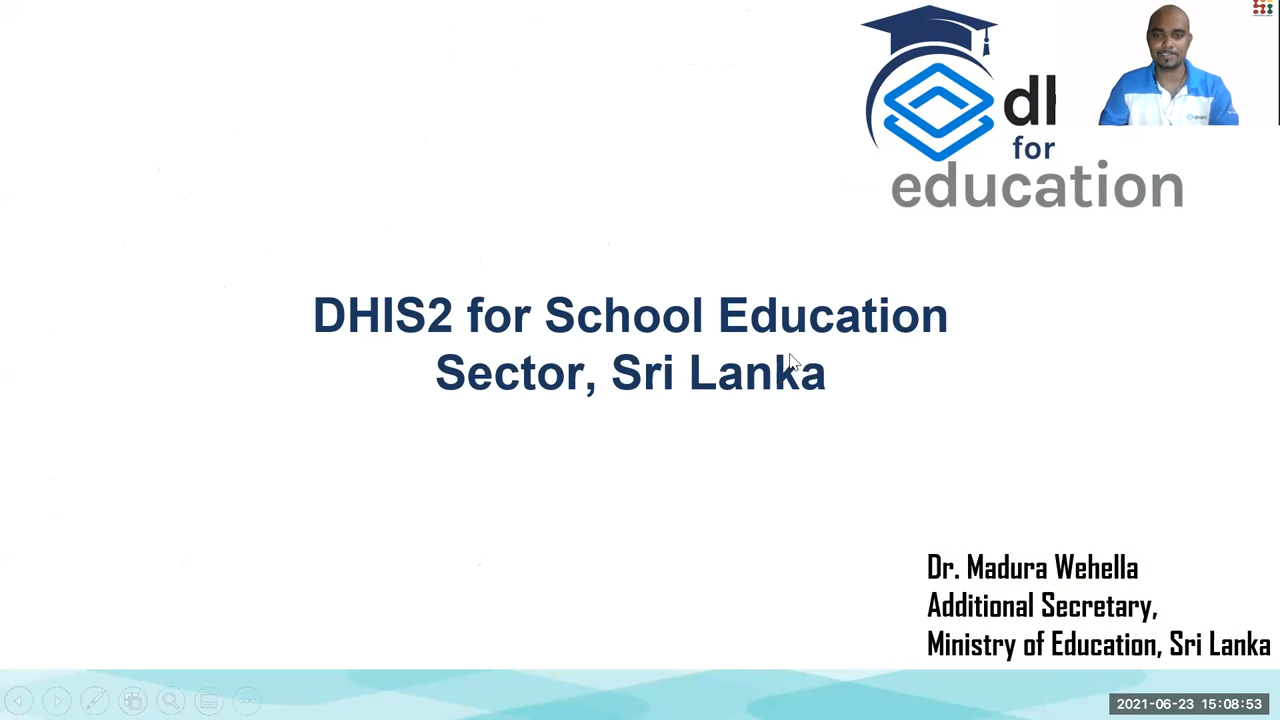 dh
for
education
DHIS2 for School Education
Sector, Sri Lanka
Dr. Madura Wehella
Additional Secretary,
Ministry of Education, Sri Lanka
2021-06-23 15:08:53